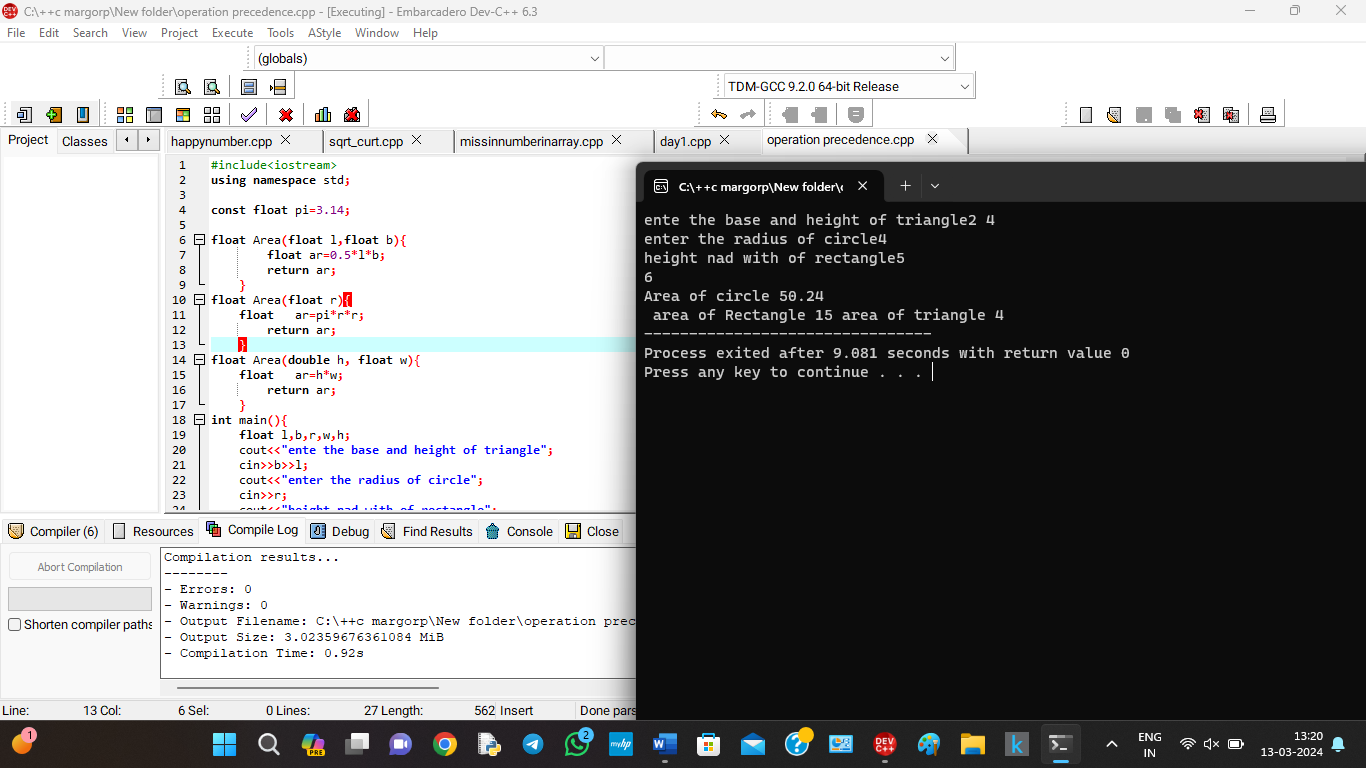 C:\++c margorp\New folder\operation precedence.cpp - [Executing] - Embarcadero Dev-C++ 6.3
File Edit Search View Project Execute Tools AStyle Window Help
(globals)
TDM-GCC 9.2.0 64-bit Release
Project Classes happynumber.cpp sqrt_curt.cpp missinnumberinarray.cpp day1.cpp operation precedence.cpp
1 #include<iostream>
2 using namespace std;
3
4 const float pi=3.14;
5
6 float Area(float l,float b){
7 float ar=0.5*l*b;
8 return ar;
9 }
10 float Area(float r){
11 float ar=pi*r*r;
12 return ar;
13 }
14 float Area(double h, float w){
15 float ar=h*w;
16 return ar;
17 }
18 int main(){
19 float l,b,r,w,h;
20 cout<<"ente the base and height of triangle";
21 cin>>b>>l;
22 cout<<"enter the radius of circle";
23 cin>>r;
24 cout<<"height nad with of rectangle";
C:\++c margorp\New folder\
ente the base and height of triangle2 4
enter the radius of circle4
height nad with of rectangle5
6
Area of circle 50.24
area of Rectangle 15 area of triangle 4
--------------------------------
Process exited after 9.081 seconds with return value 0
Press any key to continue . . .
Compiler (6) Resources Compile Log Debug Find Results Console Close
Abort Compilation
Shorten compiler paths
Compilation results...
--------
- Errors: 0
- Warnings: 0
- Output Filename: C:\++c margorp\New folder\operation prec
- Output Size: 3.02359676361084 MiB
- Compilation Time: 0.92s
Line: 13 Col: 6 Sel: 0 Lines: 27 Length: 562 Insert Done pars
1
PRE
2
myhp
DEV C++
k
ENG
IN
13:20
13-03-2024